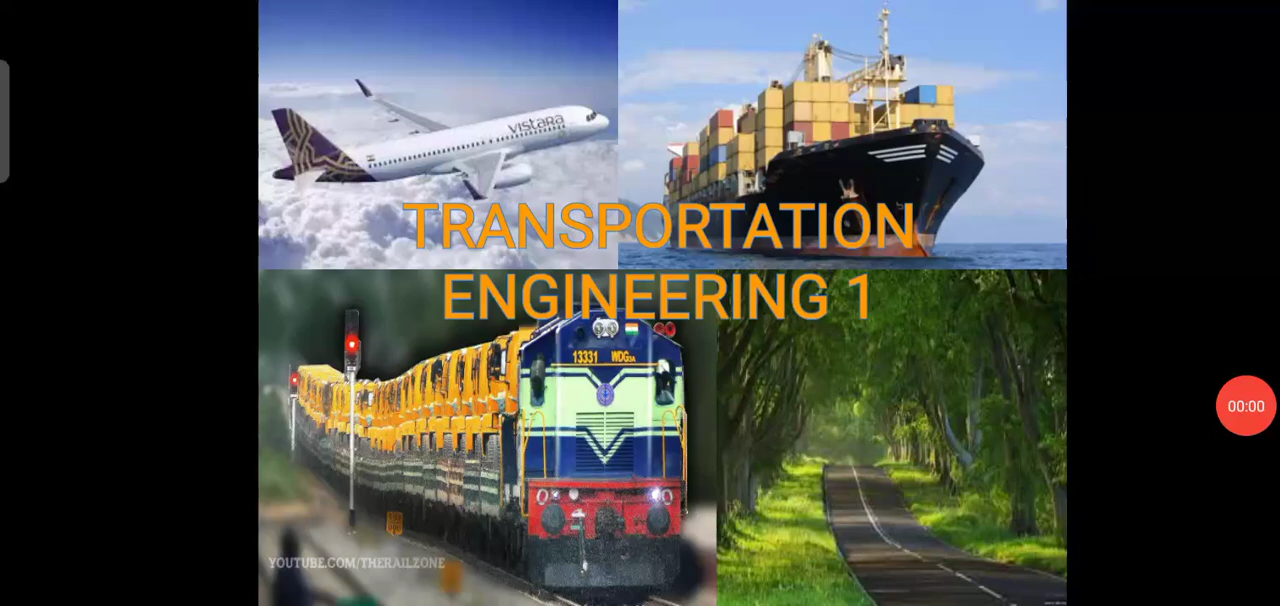 vistara
TRANSPORTATION
ENGINEERING 1
13331 WDG3A
00:00
YOUTUBE.COM/THERAILZONE